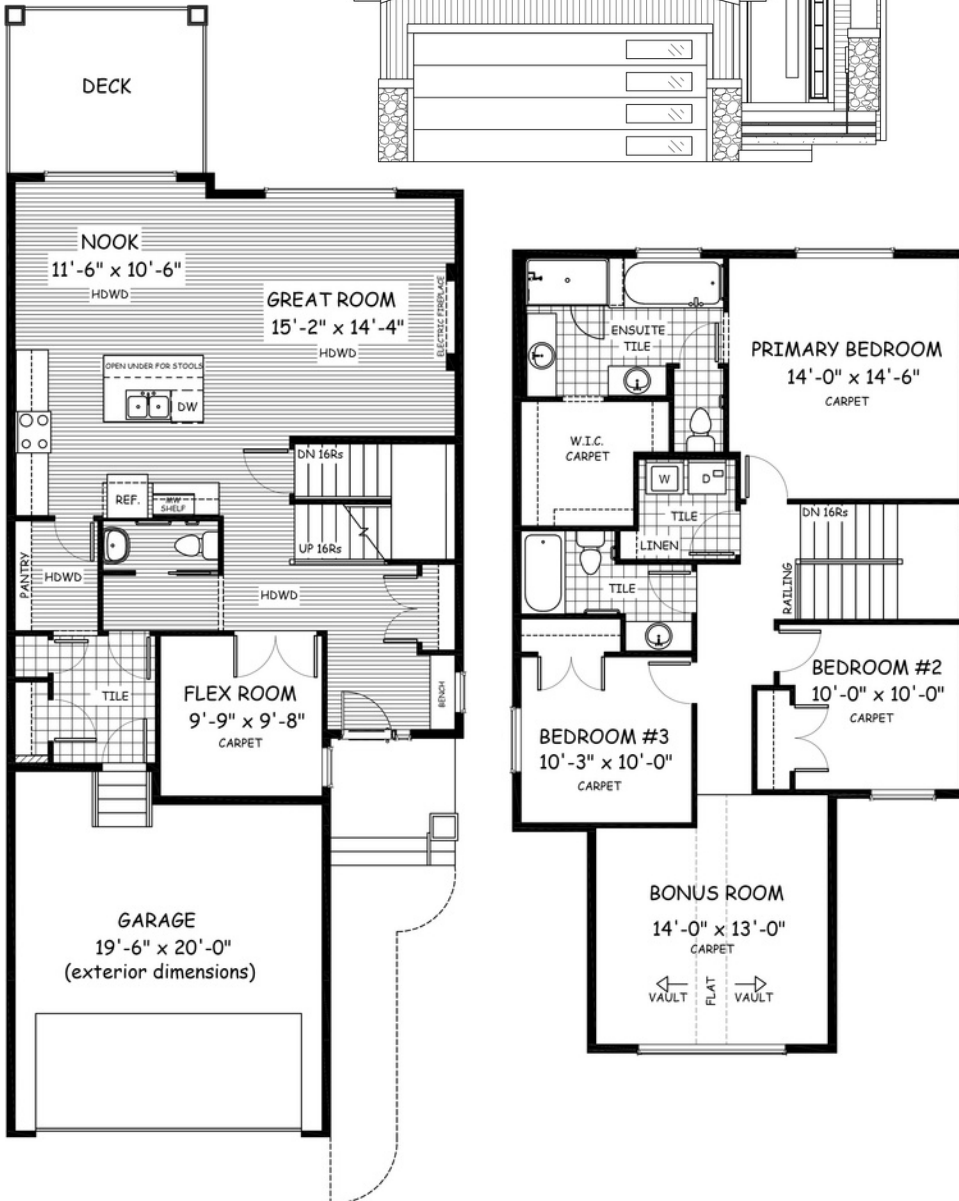 DECK
NOOK
11'-6" x 10'-6"
HDWD
GREAT ROOM
15'-2" x 14'-4"
HDWD
ELECTRIC FIREPLACE
OPEN UNDER FOR STOOLS
DW
REF.
MW
SHELF
DN 16Rs
UP 16Rs
PANTRY
HDWD
HDWD
TILE
FLEX ROOM
9'-9" x 9'-8"
CARPET
BENCH
GARAGE
19'-6" x 20'-0"
(exterior dimensions)
ENSUITE
TILE
PRIMARY BEDROOM
14'-0" x 14'-6"
CARPET
W.I.C.
CARPET
W
D
TILE
LINEN
DN 16Rs
RAILING
TILE
BEDROOM #2
10'-0" x 10'-0"
CARPET
BEDROOM #3
10'-3" x 10'-0"
CARPET
BONUS ROOM
14'-0" x 13'-0"
CARPET
VAULT
FLAT
VAULT